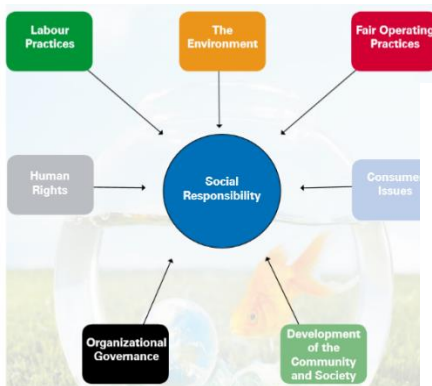 Labour
Practices
The
Environment
Fair Operating
Practices
Human
Rights
Social
Responsibility
Consumer
Issues
Organizational
Governance
Development
of the
Community
and Society